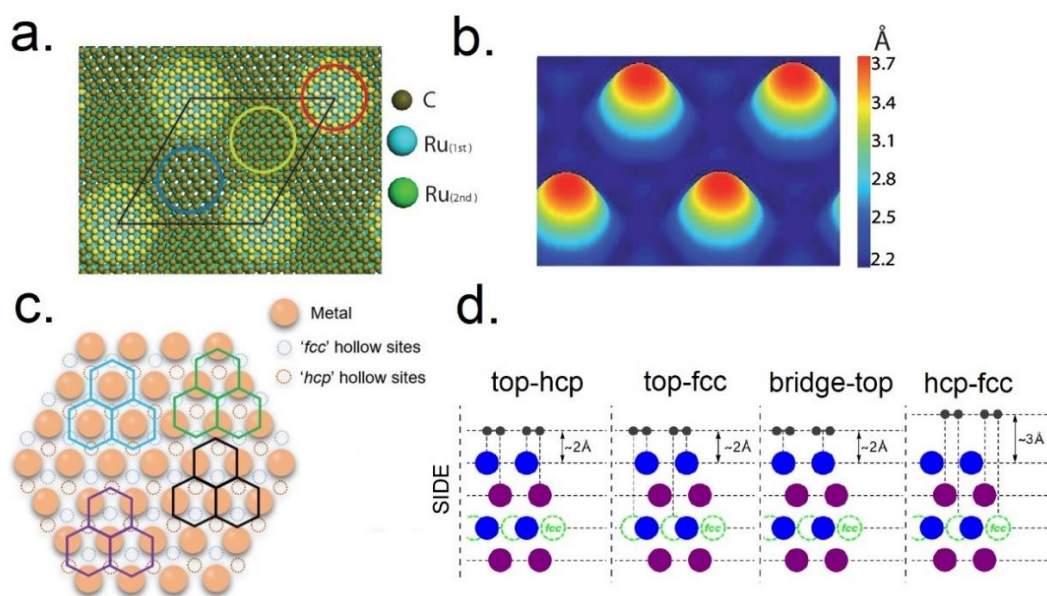 a.
C
Ru(1st)
Ru(2nd)
b.
Å
3.7
3.4
3.1
2.8
2.5
2.2
c.
Metal
'fcc' hollow sites
'hcp' hollow sites
d.
top-hcp
top-fcc
bridge-top
hcp-fcc
SIDE
~2Å
~2Å
~2Å
~3Å
fcc
fcc
fcc
fcc